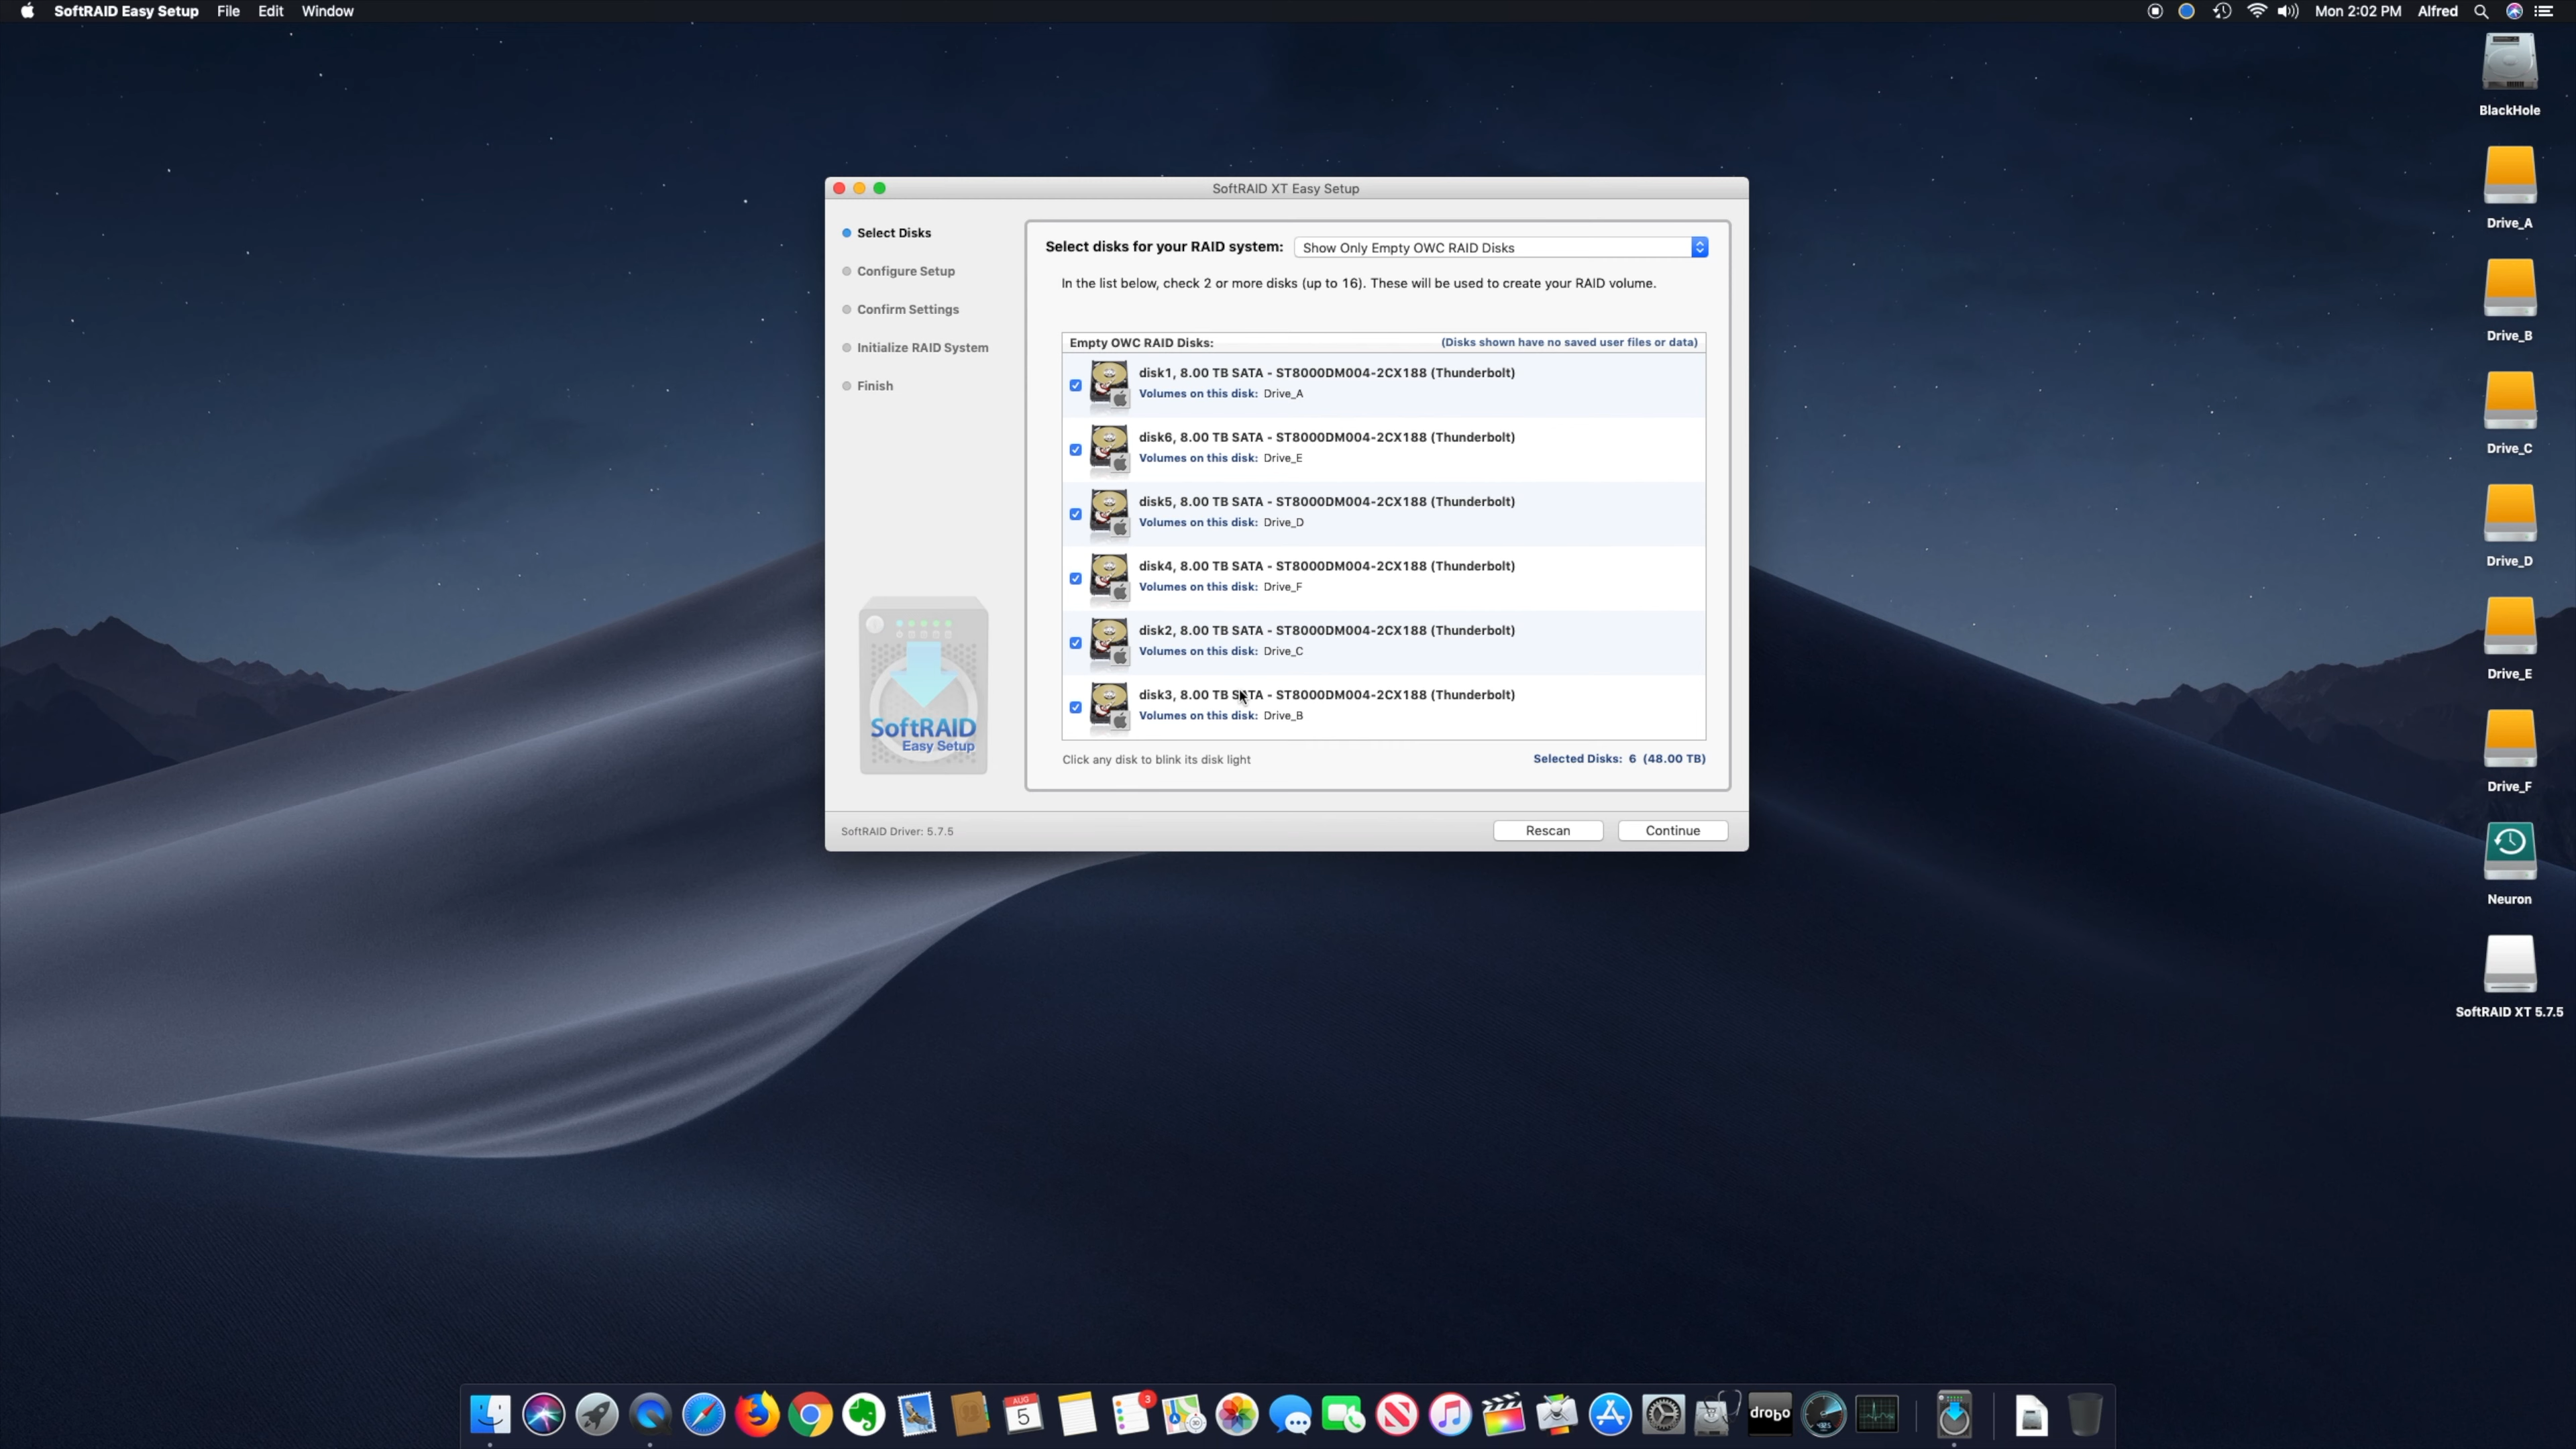 SoftRAID Easy Setup File Edit Window
Mon 2:02 PM Alfred
SoftRAID XT Easy Setup
Select Disks
Configure Setup
Confirm Settings
Initialize RAID System
Finish
SoftRAID
Easy Setup
Select disks for your RAID system: Show Only Empty OWC RAID Disks
In the list below, check 2 or more disks (up to 16). These will be used to create your RAID volume.
Empty OWC RAID Disks: (Disks shown have no saved user files or data)
disk1, 8.00 TB SATA - ST8000DM004-2CX188 (Thunderbolt)
Volumes on this disk: Drive_A
disk6, 8.00 TB SATA - ST8000DM004-2CX188 (Thunderbolt)
Volumes on this disk: Drive_E
disk5, 8.00 TB SATA - ST8000DM004-2CX188 (Thunderbolt)
Volumes on this disk: Drive_D
disk4, 8.00 TB SATA - ST8000DM004-2CX188 (Thunderbolt)
Volumes on this disk: Drive_F
disk2, 8.00 TB SATA - ST8000DM004-2CX188 (Thunderbolt)
Volumes on this disk: Drive_C
disk3, 8.00 TB SATA - ST8000DM004-2CX188 (Thunderbolt)
Volumes on this disk: Drive_B
Click any disk to blink its disk light Selected Disks: 6 (48.00 TB)
SoftRAID Driver: 5.7.5 Rescan Continue
BlackHole
Drive_A
Drive_B
Drive_C
Drive_D
Drive_E
Drive_F
Neuron
SoftRAID XT 5.7.5
AUG
5
3
drobo